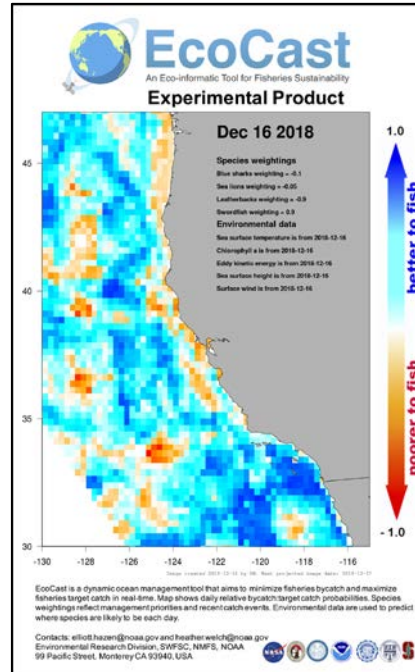 EcoCast
An Eco-informatic Tool for Fisheries Sustainability
Experimental Product
Dec 16 2018
Species weightings
Blue sharks weighting = -0.1
Sea lions weighting = -0.05
Leatherbacks weighting = -0.9
Swordfish weighting = 0.9
Environmental data
Sea surface temperature is from 2018-12-16
Chlorophyll a is from 2018-12-16
Eddy kinetic energy is from 2018-12-16
Sea surface height is from 2018-12-16
Surface wind is from 2018-12-16
45
40
35
30
-130
-128
-126
-124
-122
-120
-118
-116
1.0
better to fish
poorer to fish
- 1.0
EcoCast is a dynamic ocean management tool that aims to minimize fisheries bycatch and maximize
fisheries target catch in real-time. Map shows daily relative bycatch:target catch probabilities. Species
weightings reflect management priorities and recent catch events. Environmental data are used to predict
where species are likely to be each day.
Contacts: elliott.hazen@noaa.gov and heather.welch@noaa.gov
Environmental Research Division, SWFSC, NMFS, NOAA
99 Pacific Street, Monterey CA 93940, USA
NASA